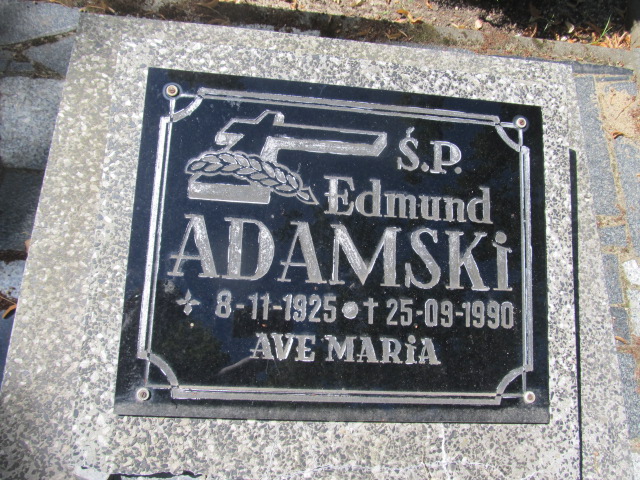 Ś.P.
Edmund
ADAMSKi
8-11-1925 • † 25-09-1990
AVE MARiA